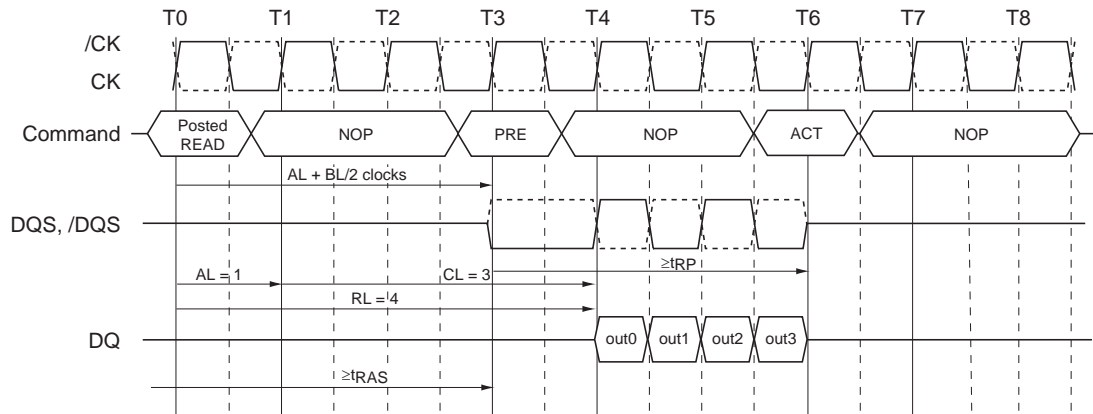 T0 T1 T2 T3 T4 T5 T6 T7 T8
/CK
CK
Command
Posted READ
NOP
PRE
NOP
ACT
NOP
AL + BL/2 clocks
DQS, /DQS
≥tRP
AL = 1
CL = 3
RL = 4
DQ
out0 out1 out2 out3
≥tRAS